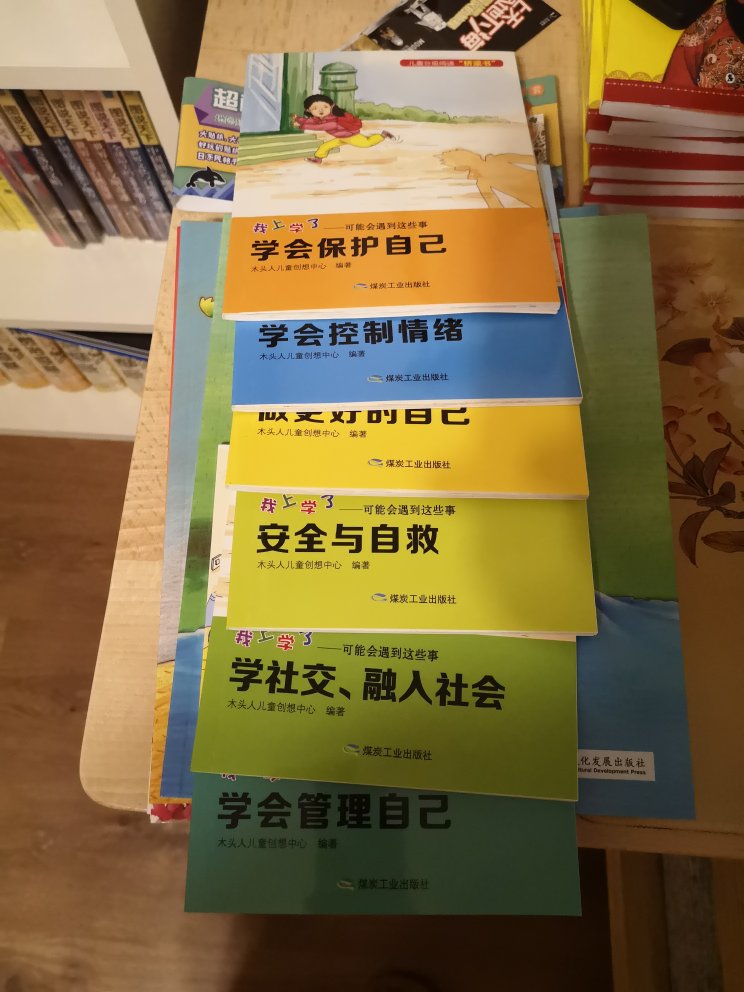 儿童分级阅读“桥梁书”
我上学了——可能会遇到这些事
学会保护自己
木头人儿童创想中心 编著
煤炭工业出版社
学会控制情绪
木头人儿童创想中心 编著
煤炭工业出版社
做更好的自己
木头人儿童创想中心 编著
煤炭工业出版社
我上学了——可能会遇到这些事
安全与自救
木头人儿童创想中心 编著
煤炭工业出版社
我上学了——可能会遇到这些事
学社交、融入社会
木头人儿童创想中心 编著
煤炭工业出版社
学会管理自己
木头人儿童创想中心 编著
煤炭工业出版社
化发展出版社
ltural Development Press
超